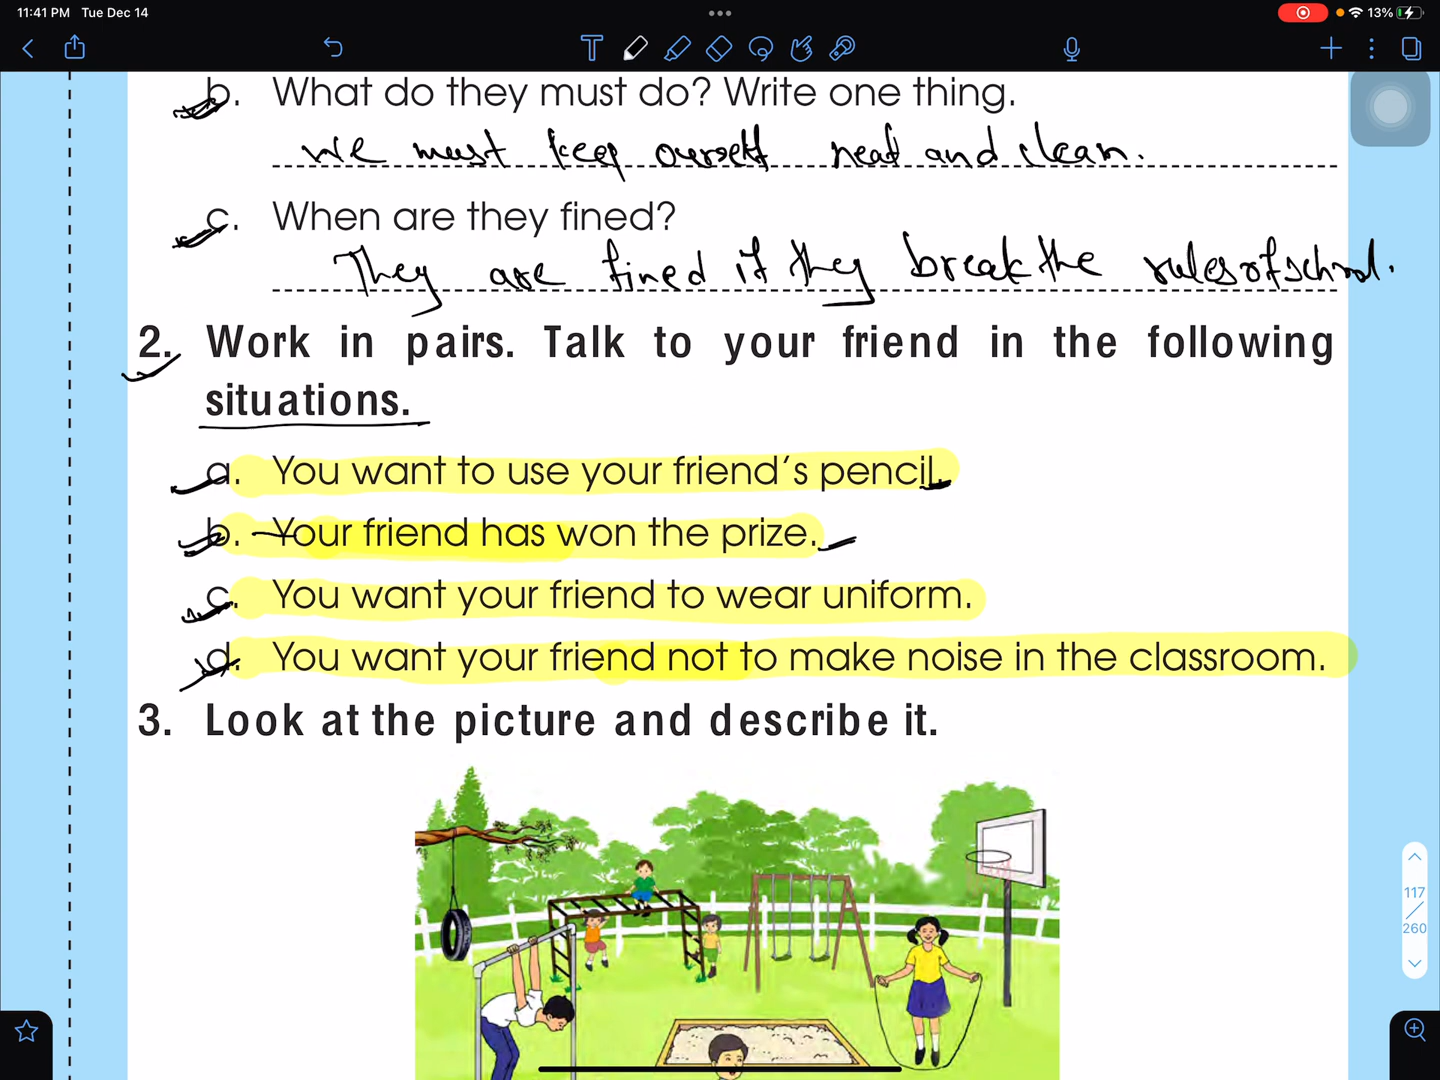 11:41 PM Tue Dec 14
13%
b. What do they must do? Write one thing.
We must keep ourself neat and clean.
c. When are they fined?
They are fined if they break the rules of school.
2. Work in pairs. Talk to your friend in the following
situations.
a. You want to use your friend's pencil.
b. Your friend has won the prize.
c. You want your friend to wear uniform.
d. You want your friend not to make noise in the classroom.
3. Look at the picture and describe it.
117
260